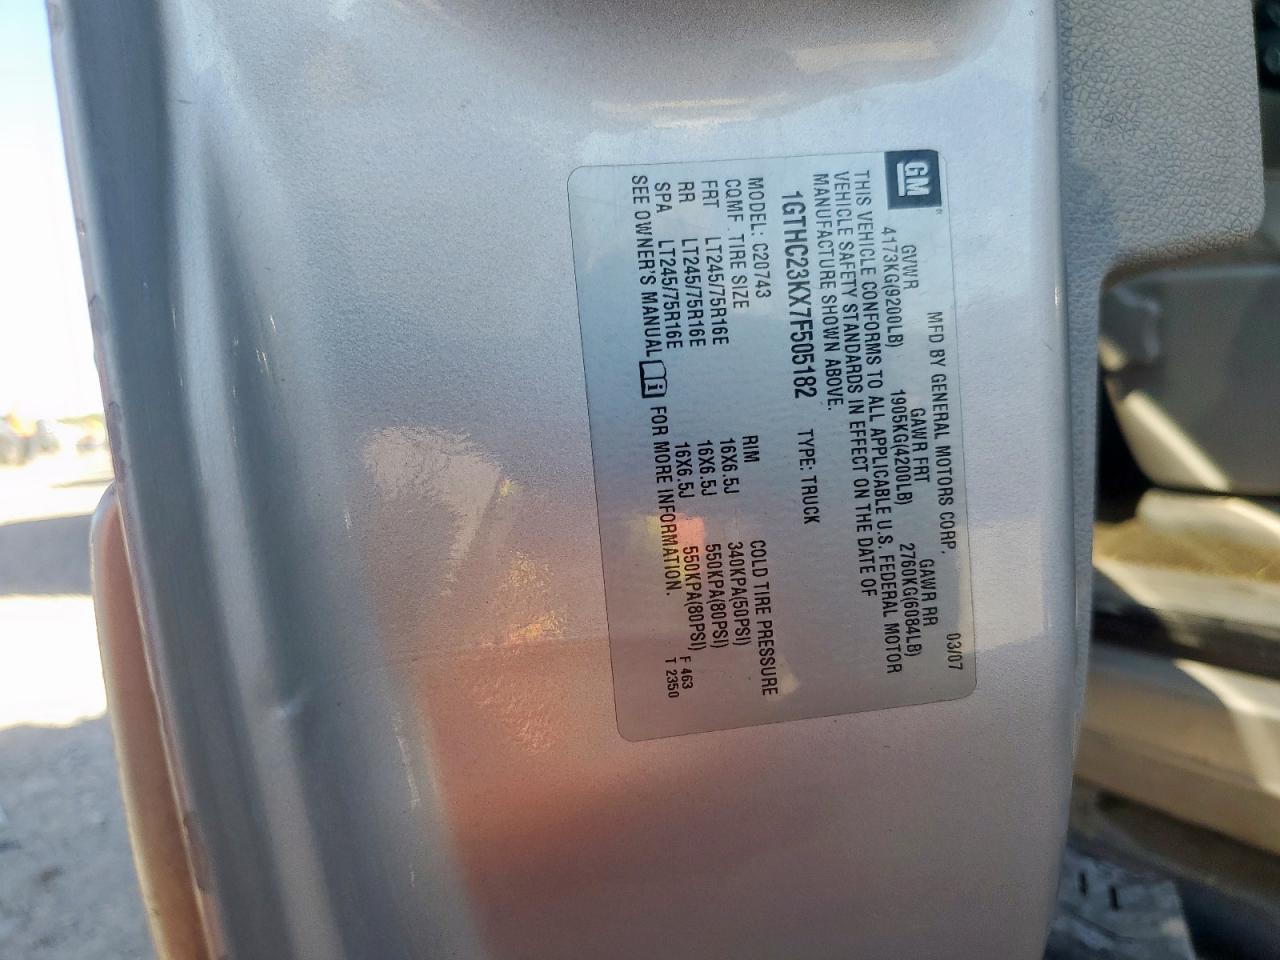 GM
MFD BY GENERAL MOTORS CORP. 03/07
GVWR GAWR FRT GAWR RR
4173KG(9200LB) 1905KG(4200LB) 2760KG(6084LB)
THIS VEHICLE CONFORMS TO ALL APPLICABLE U.S. FEDERAL MOTOR
VEHICLE SAFETY STANDARDS IN EFFECT ON THE DATE OF
MANUFACTURE SHOWN ABOVE.
1GTHC23KX7F505182 TYPE: TRUCK
MODEL: C20743
CQMF TIRE SIZE RIM COLD TIRE PRESSURE
FRT LT245/75R16E 16X6.5J 340KPA(50PSI)
RR LT245/75R16E 16X6.5J 550KPA(80PSI)
SPA LT245/75R16E 16X6.5J 550KPA(80PSI)
SEE OWNER'S MANUAL i FOR MORE INFORMATION.
F 463
T 2350